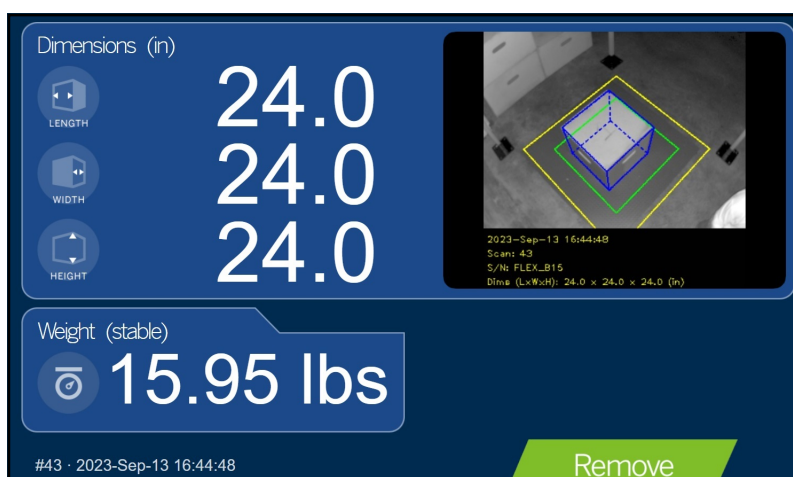 Dimensions (in)
LENGTH
24.0
WIDTH
24.0
HEIGHT
24.0
2023-Sep-13 16:44:48
Scan: 43
S/N: FLEX_B15
Dims (LxWxH): 24.0 x 24.0 x 24.0 (in)
Weight (stable)
15.95 lbs
#43 · 2023-Sep-13 16:44:48
Remove